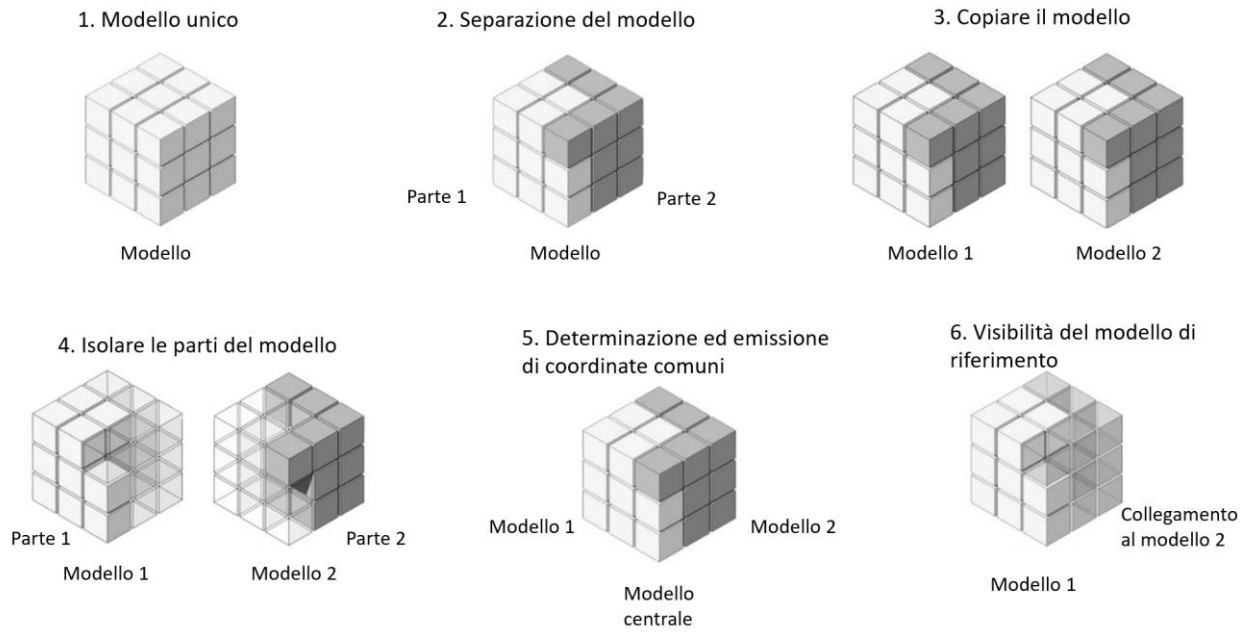 1. Modello unico
2. Separazione del modello
3. Copiare il modello
Parte 1
Parte 2
Modello
Modello
Modello 1
Modello 2
4. Isolare le parti del modello
5. Determinazione ed emissione
di coordinate comuni
6. Visibilità del modello di
riferimento
Parte 1
Parte 2
Modello 1
Modello 2
Modello 1
Modello 2
Modello
centrale
Collegamento
al modello 2
Modello 1